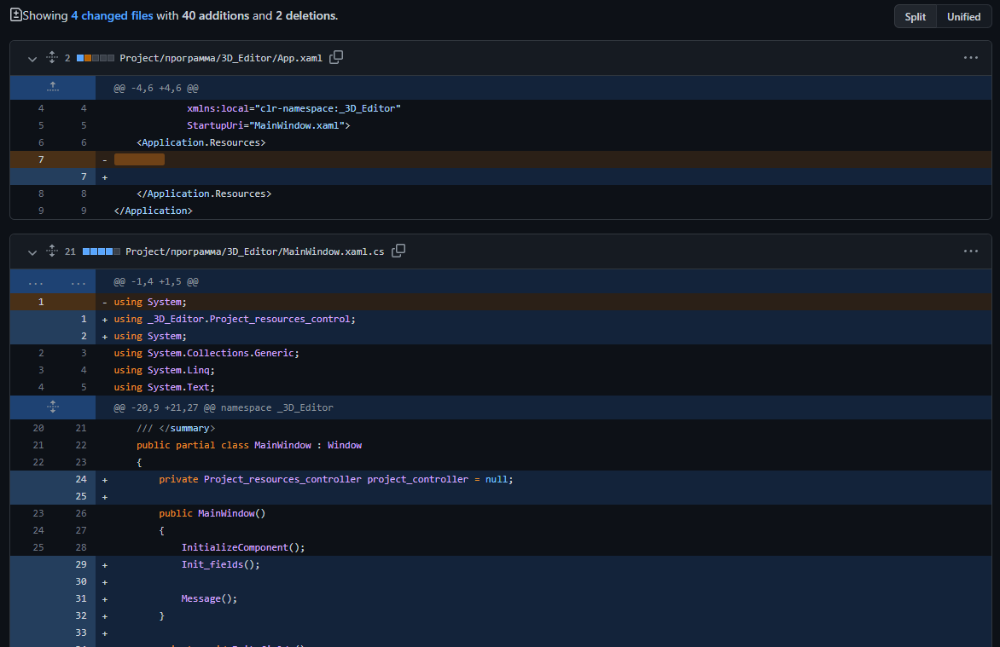 Showing 4 changed files with 40 additions and 2 deletions.
Split Unified
2 Project/программа/3D_Editor/App.xaml
@@ -4,6 +4,6 @@
4 4 xmlns:local="clr-namespace:_3D_Editor"
5 5 StartupUri="MainWindow.xaml">
6 6 <Application.Resources>
7 -
7 +
8 8 </Application.Resources>
9 9 </Application>
21 Project/программа/3D_Editor/MainWindow.xaml.cs
... ... @@ -1,4 +1,5 @@
1 - using System;
1 + using _3D_Editor.Project_resources_control;
2 + using System;
2 3 using System.Collections.Generic;
3 4 using System.Linq;
4 5 using System.Text;
@@ -20,9 +21,27 @@ namespace _3D_Editor
20 21 /// </summary>
21 22 public partial class MainWindow : Window
22 23 {
24 + private Project_resources_controller project_controller = null;
25 +
23 26 public MainWindow()
24 27 {
25 28 InitializeComponent();
29 + Init_fields();
30 +
31 + Message();
32 + }
33 +